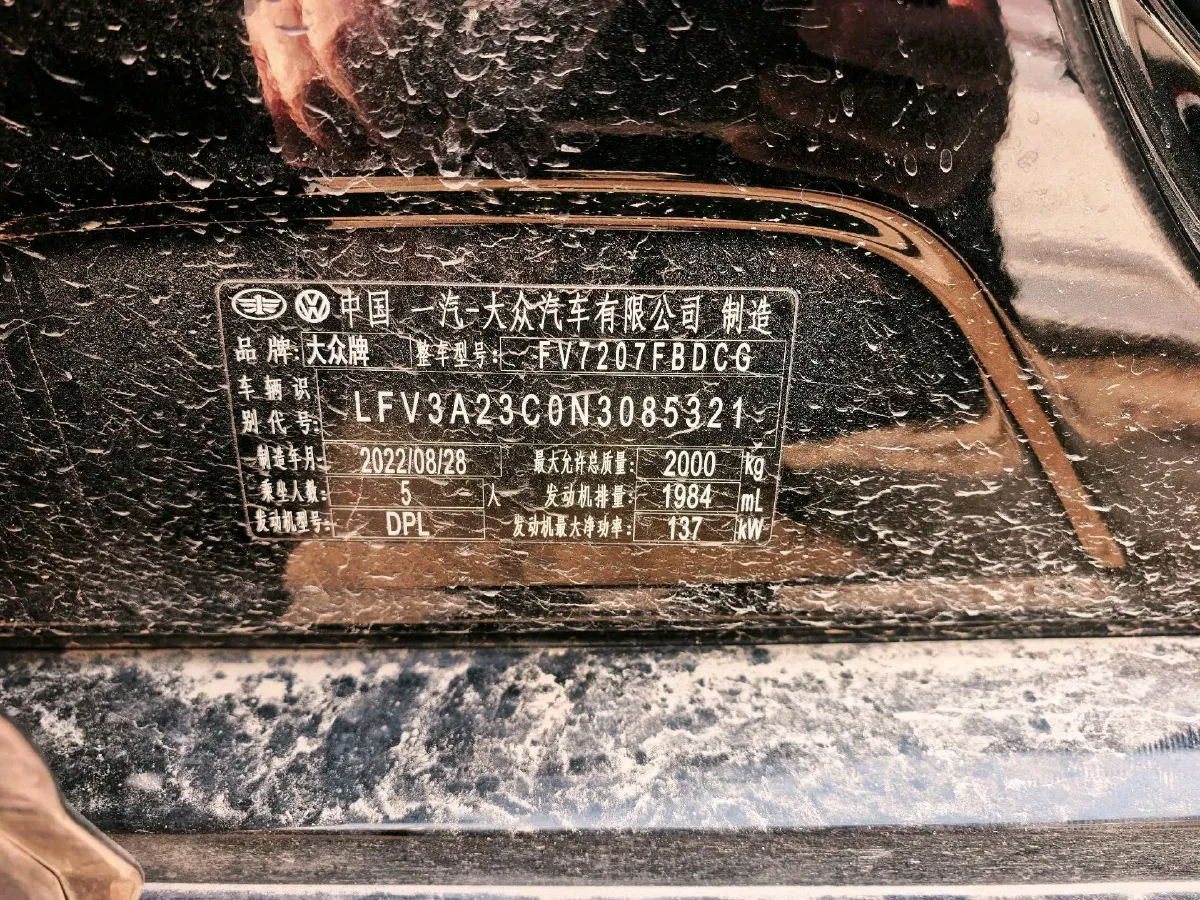 中国 一汽-大众汽车有限公司 制造
品牌: 大众牌 整车型号: FV7207FBDCG
车辆识别代号: LFV3A23C0N3085321
制造年月: 2022/08/28 最大允许总质量: 2000 kg
乘坐人数: 5 人 发动机排量: 1984 mL
发动机型号: DPL 发动机最大净功率: 137 kW